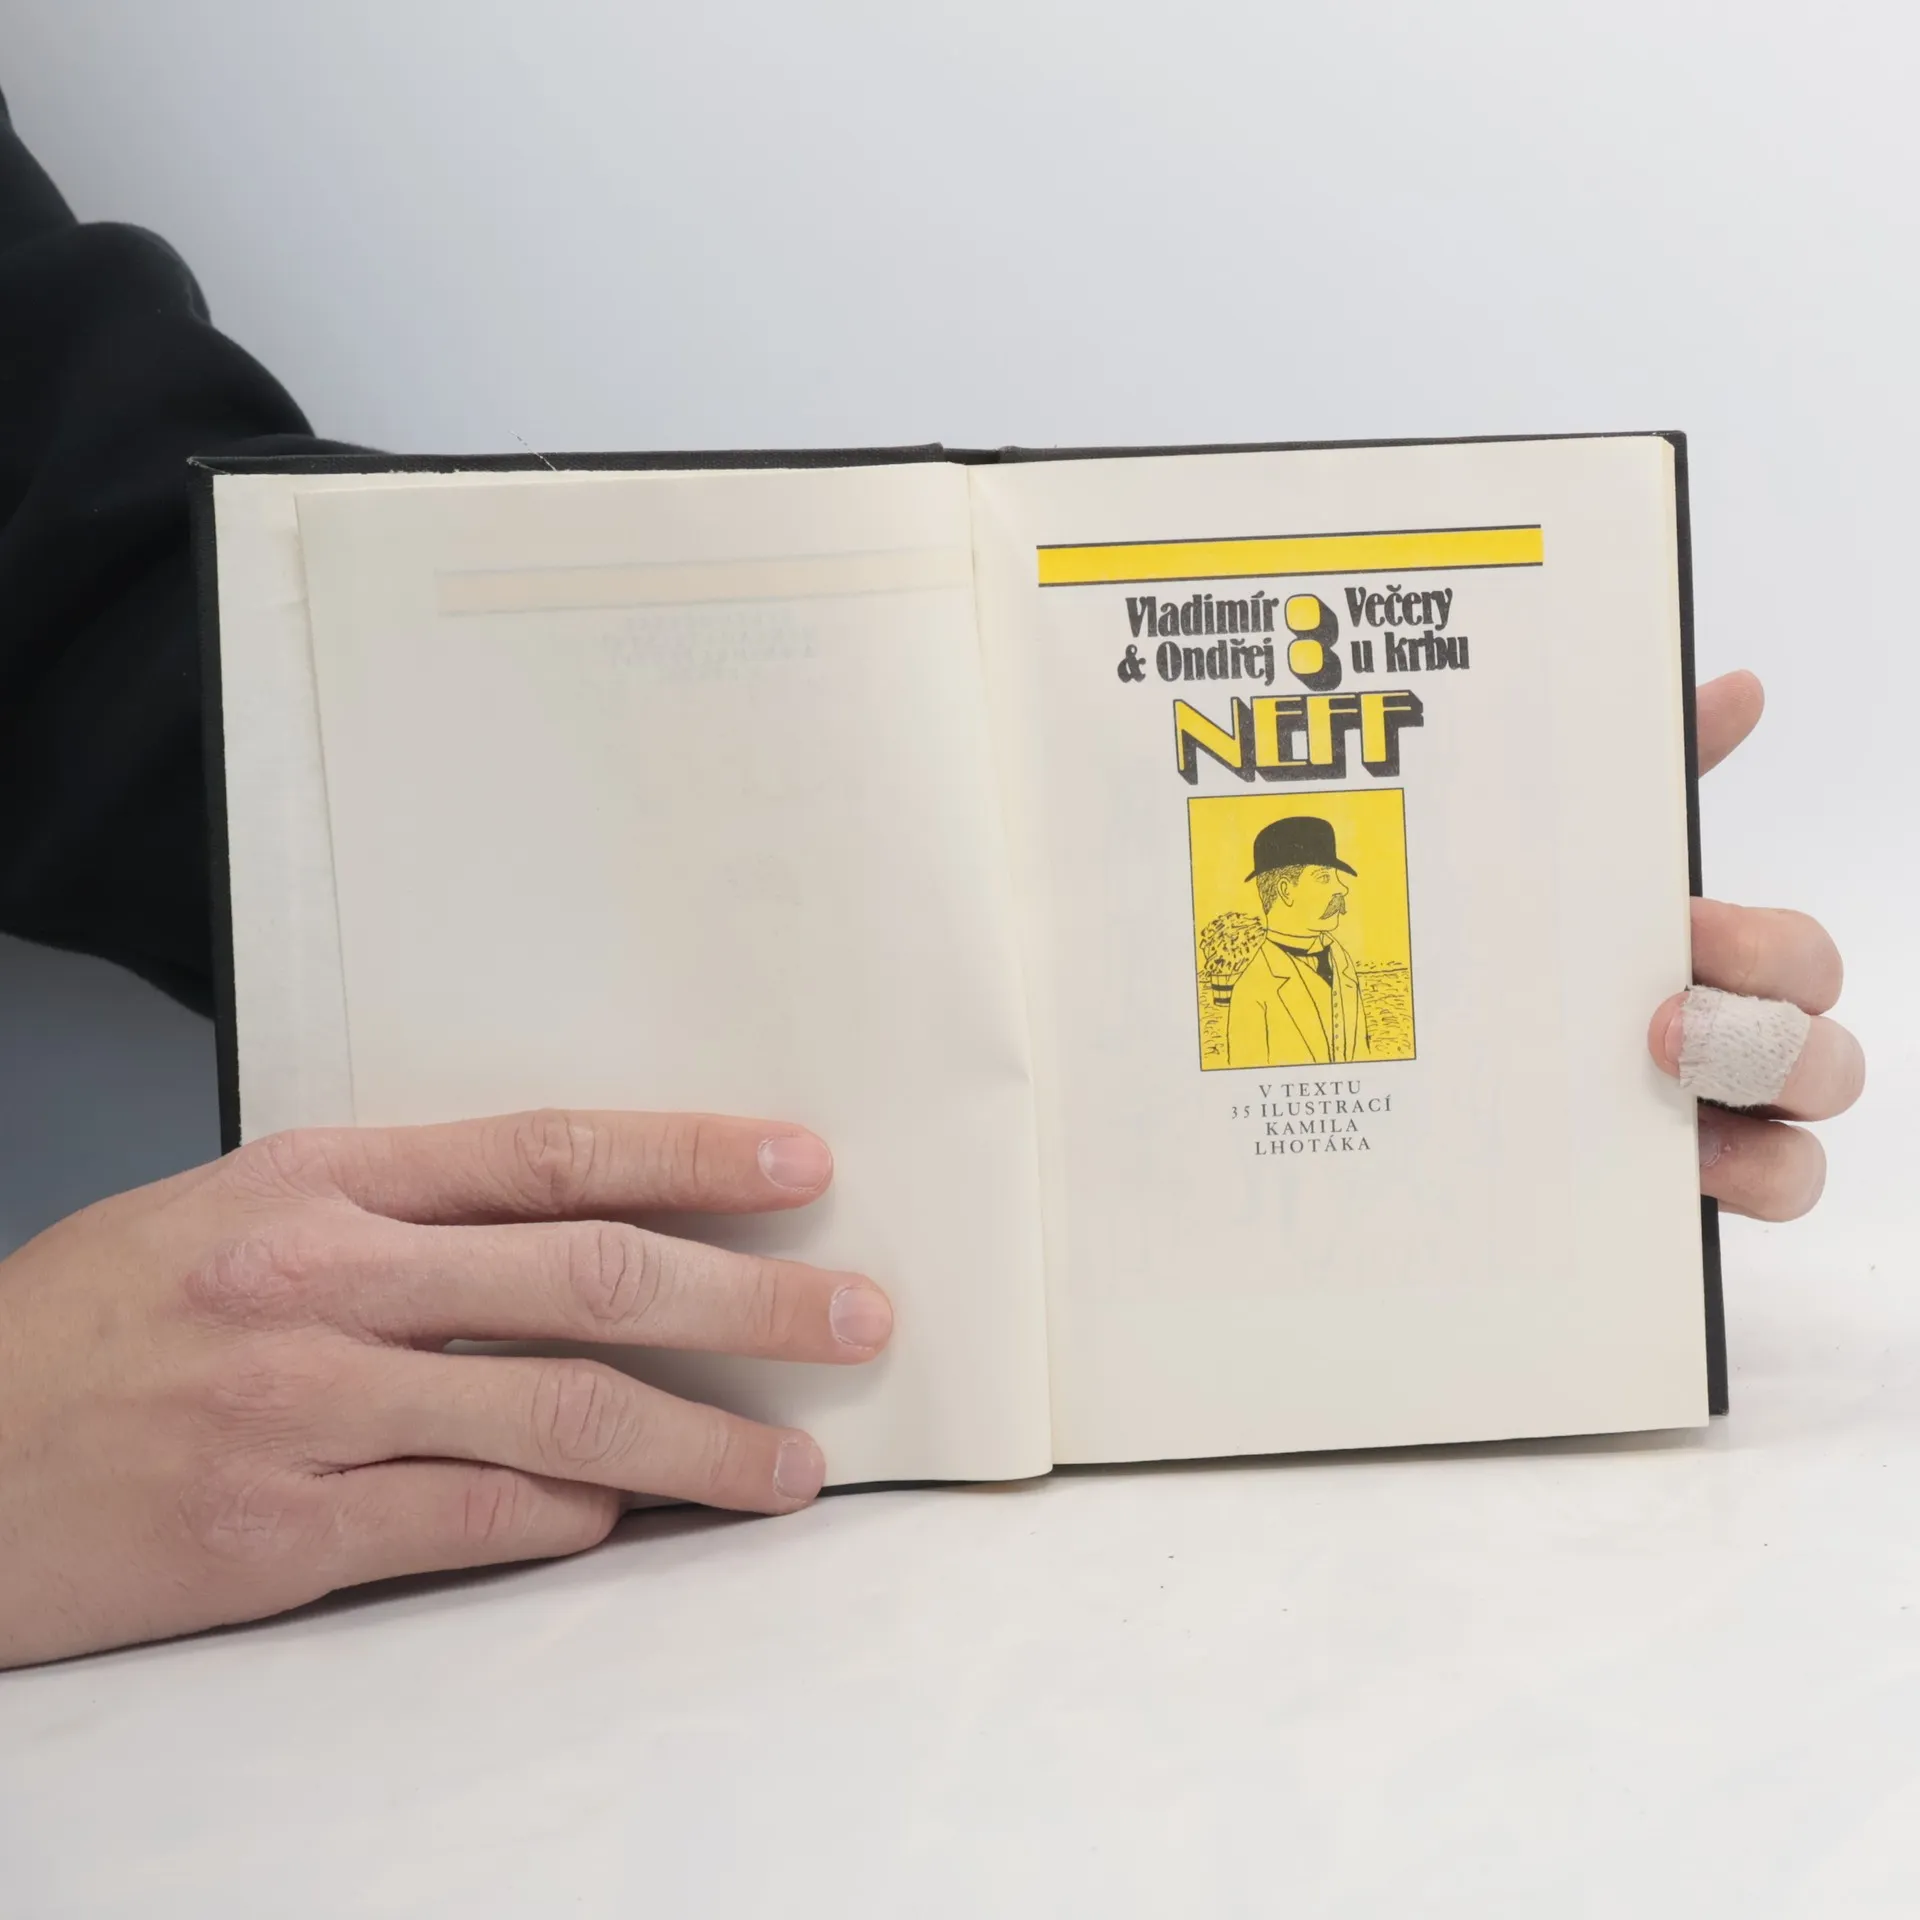 Vladimír
& Ondřej
NEFF
:
Večery
u krbu
V TEXTU
35 ILUSTRACÍ
KAMILA
LHOTÁKA